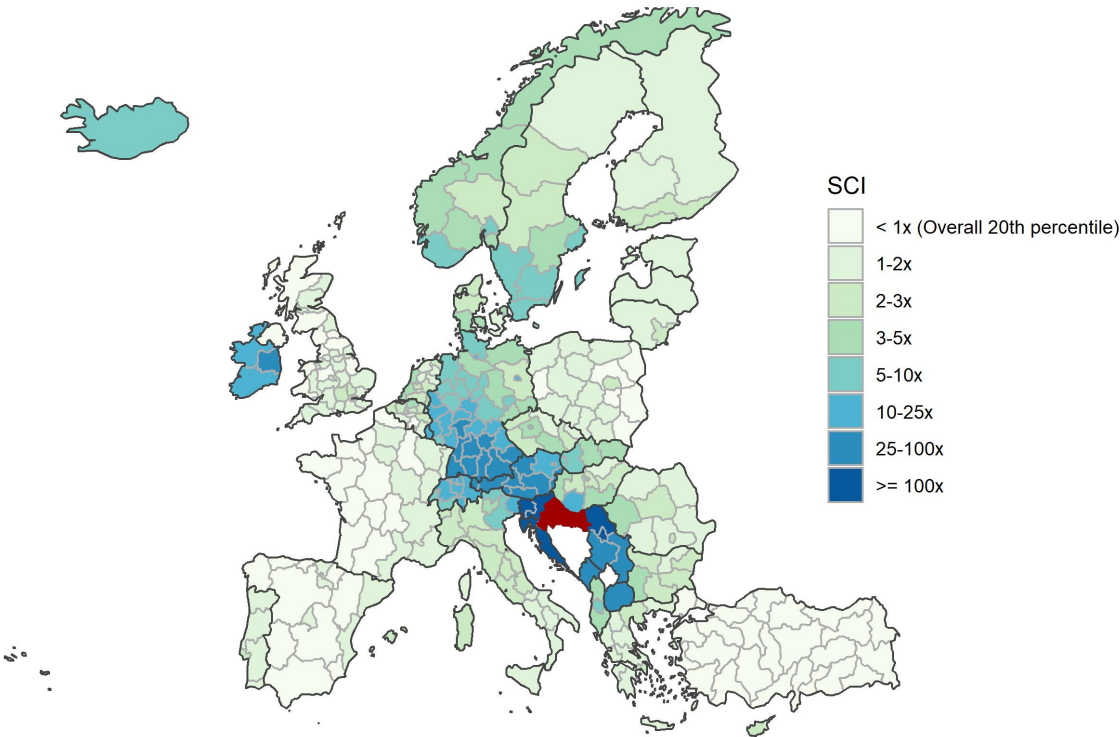 SCI
< 1x (Overall 20th percentile)
1-2x
2-3x
3-5x
5-10x
10-25x
25-100x
>= 100x